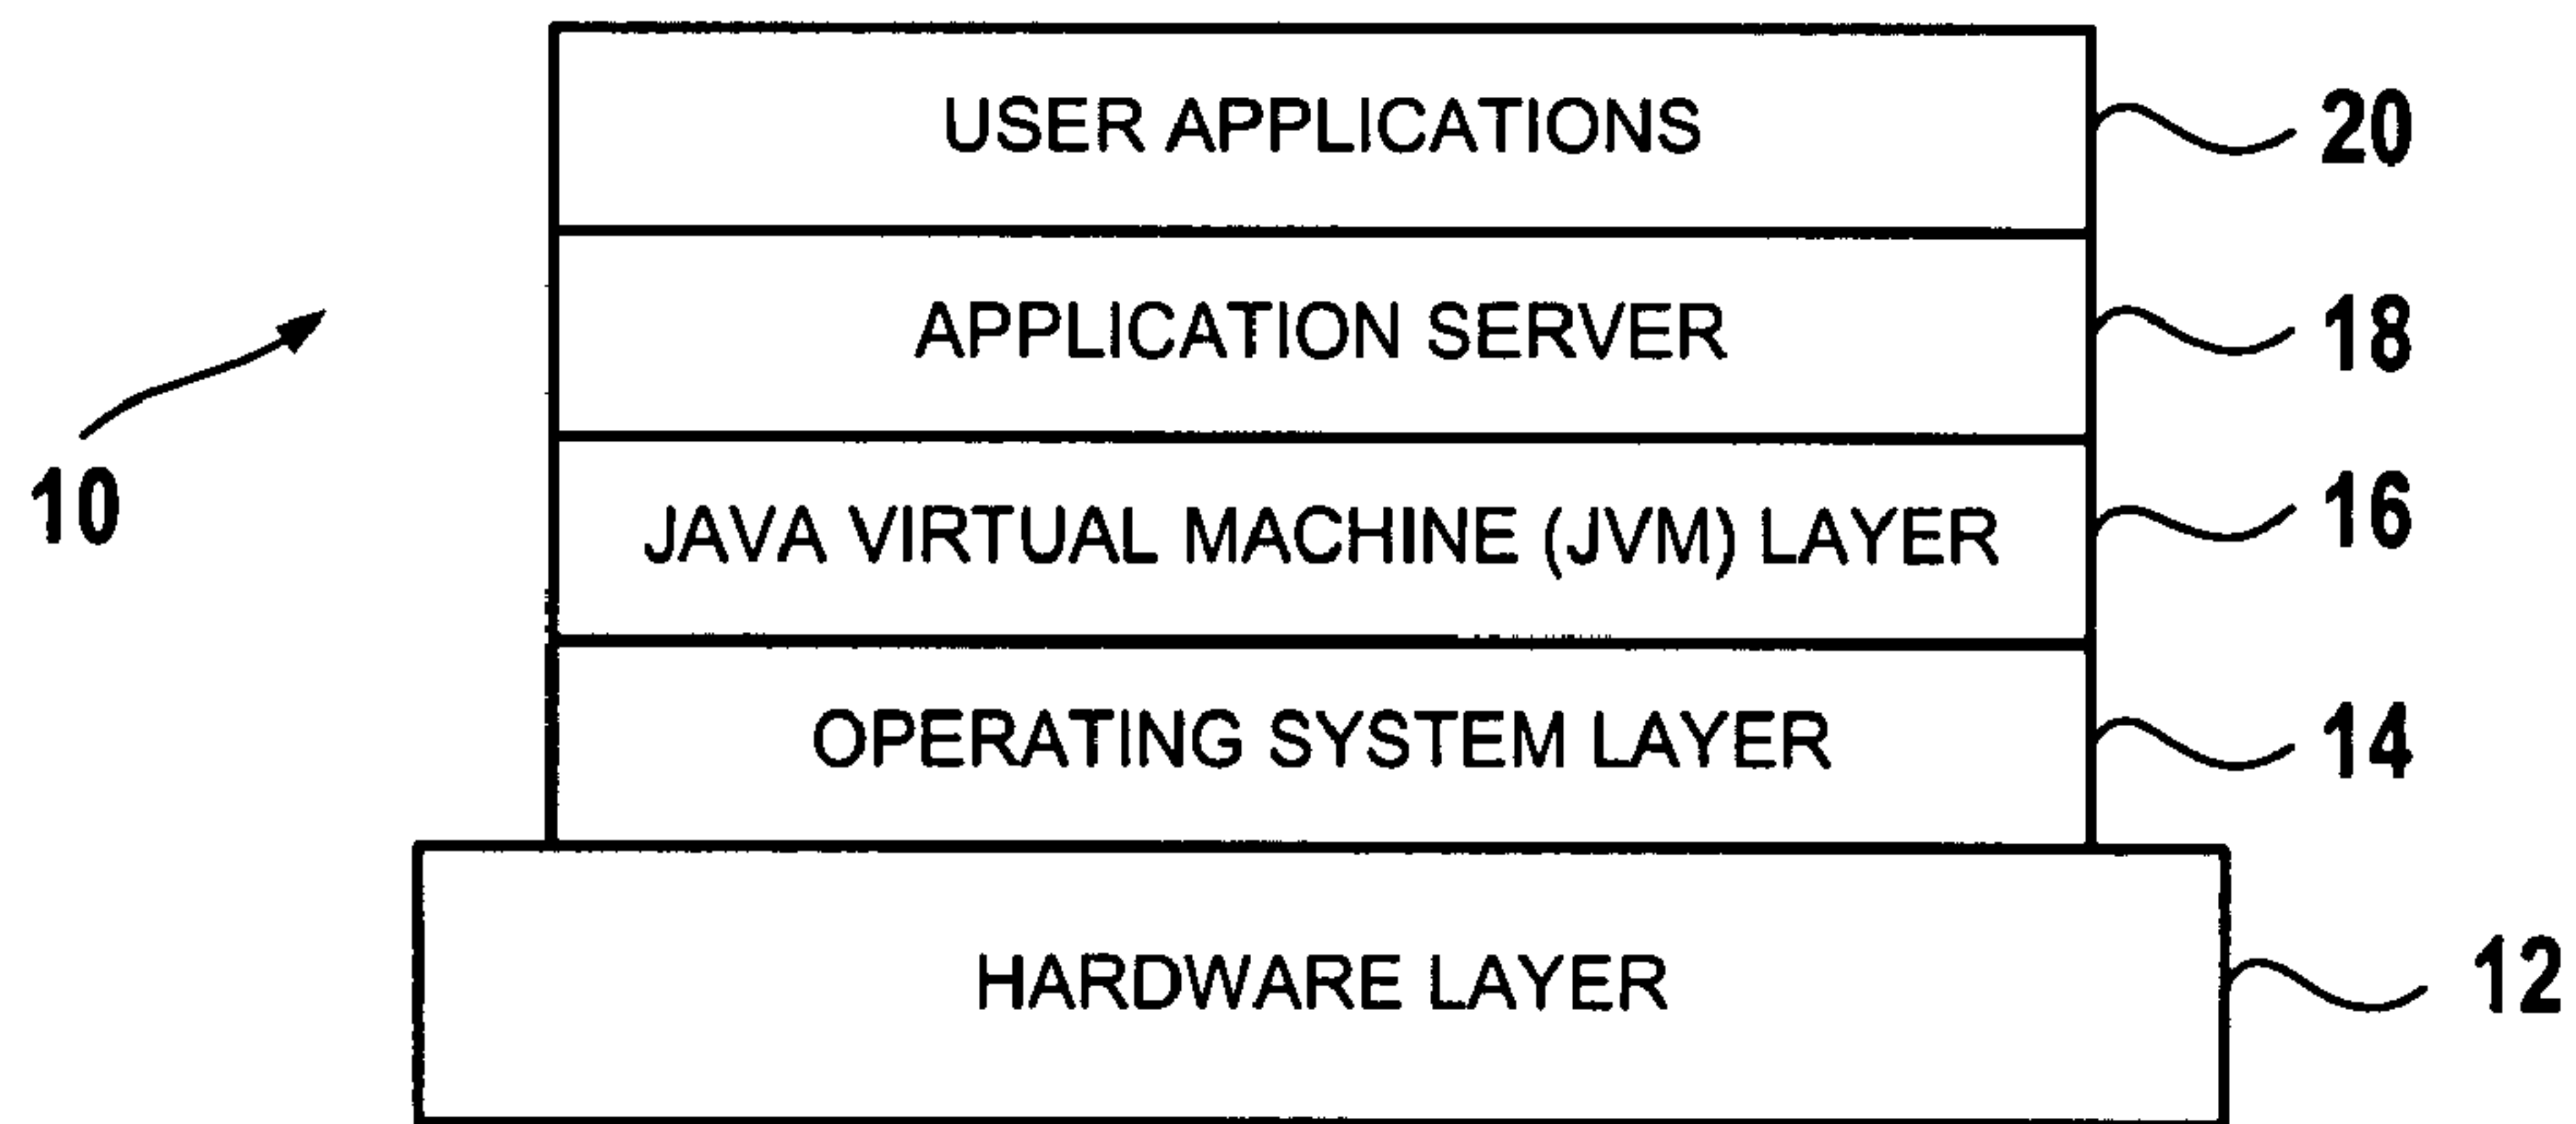 USER APPLICATIONS
20
APPLICATION SERVER
18
10
JAVA VIRTUAL MACHINE (JVM) LAYER
16
OPERATING SYSTEM LAYER
14
HARDWARE LAYER
12